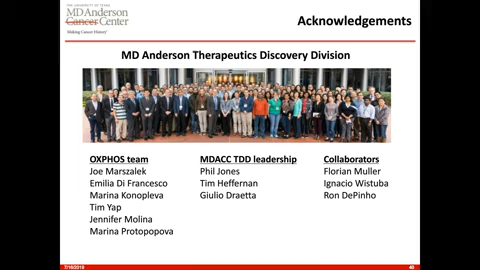 THE UNIVERSITY OF TEXAS
MD Anderson
Cancer Center
Making Cancer History®
Acknowledgements
MD Anderson Therapeutics Discovery Division
OXPHOS team
Joe Marszalek
Emilia Di Francesco
Marina Konopleva
Tim Yap
Jennifer Molina
Marina Protopopova
MDACC TDD leadership
Phil Jones
Tim Heffernan
Giulio Draetta
Collaborators
Florian Muller
Ignacio Wistuba
Ron DePinho
7/16/2018
40